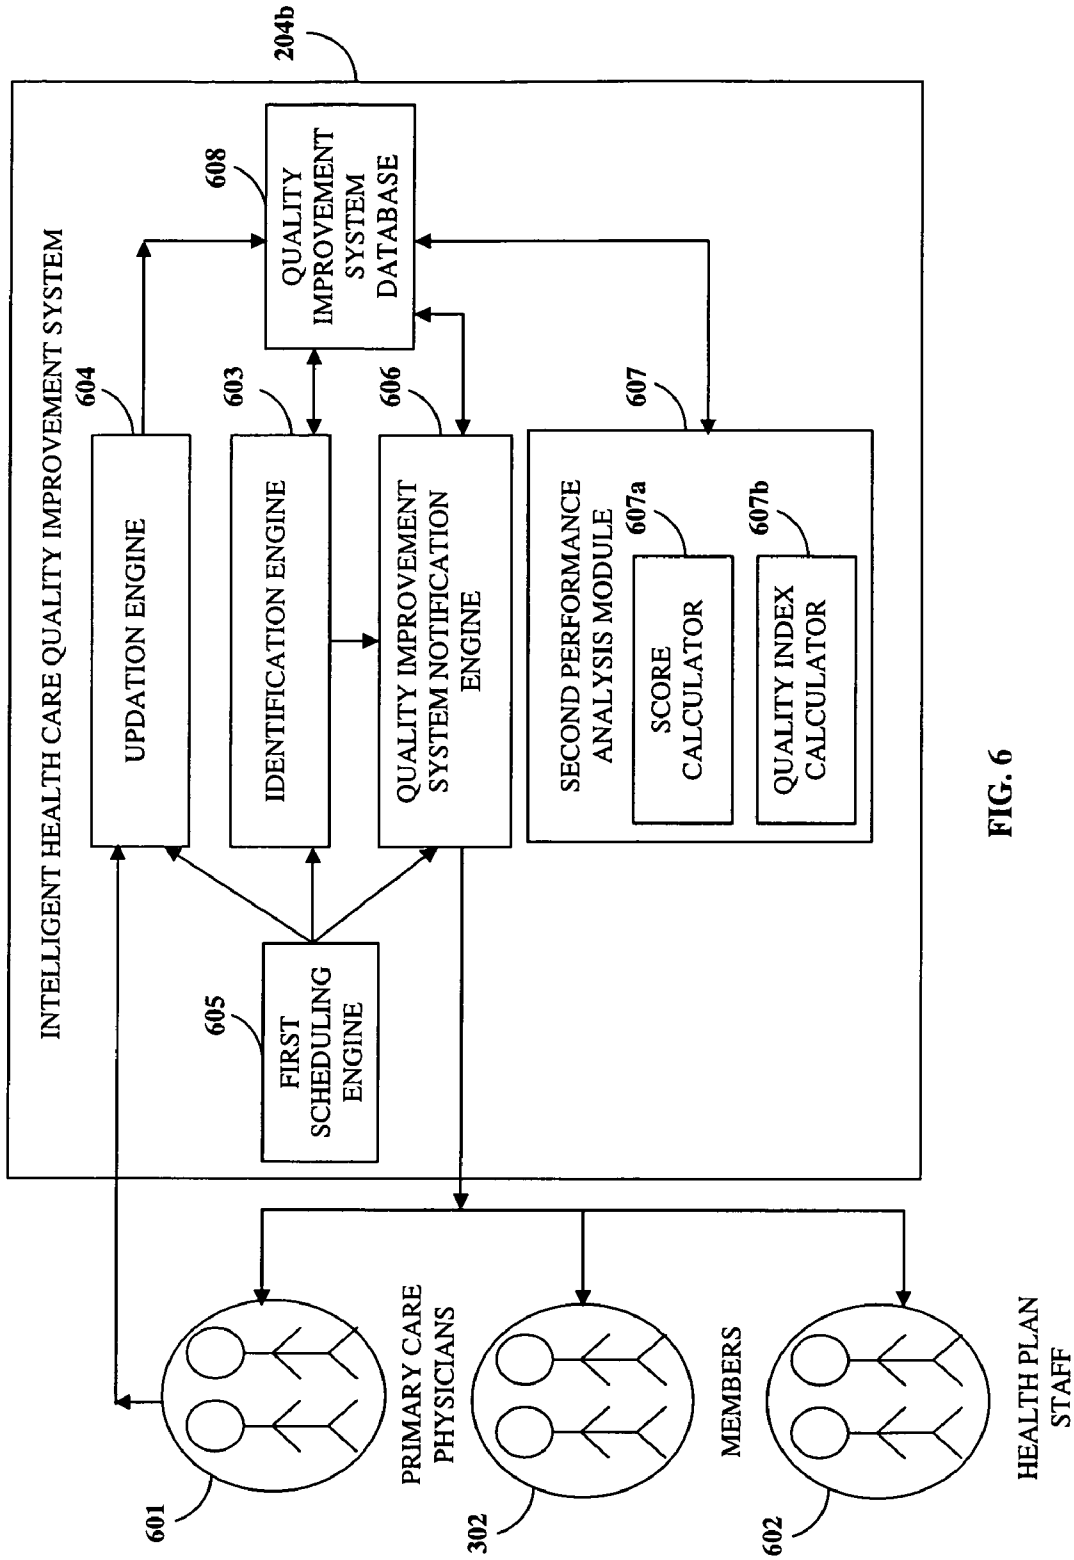 INTELLIGENT HEALTH CARE QUALITY IMPROVEMENT SYSTEM
204b
604
UPDATION ENGINE
605
FIRST
SCHEDULING
ENGINE
603
IDENTIFICATION ENGINE
608
QUALITY
IMPROVEMENT
SYSTEM
DATABASE
606
QUALITY IMPROVEMENT
SYSTEM NOTIFICATION
ENGINE
607
SECOND PERFORMANCE
ANALYSIS MODULE
607a
SCORE
CALCULATOR
607b
QUALITY INDEX
CALCULATOR
601
PRIMARY CARE
PHYSICIANS
302
MEMBERS
602
HEALTH PLAN
STAFF
FIG. 6